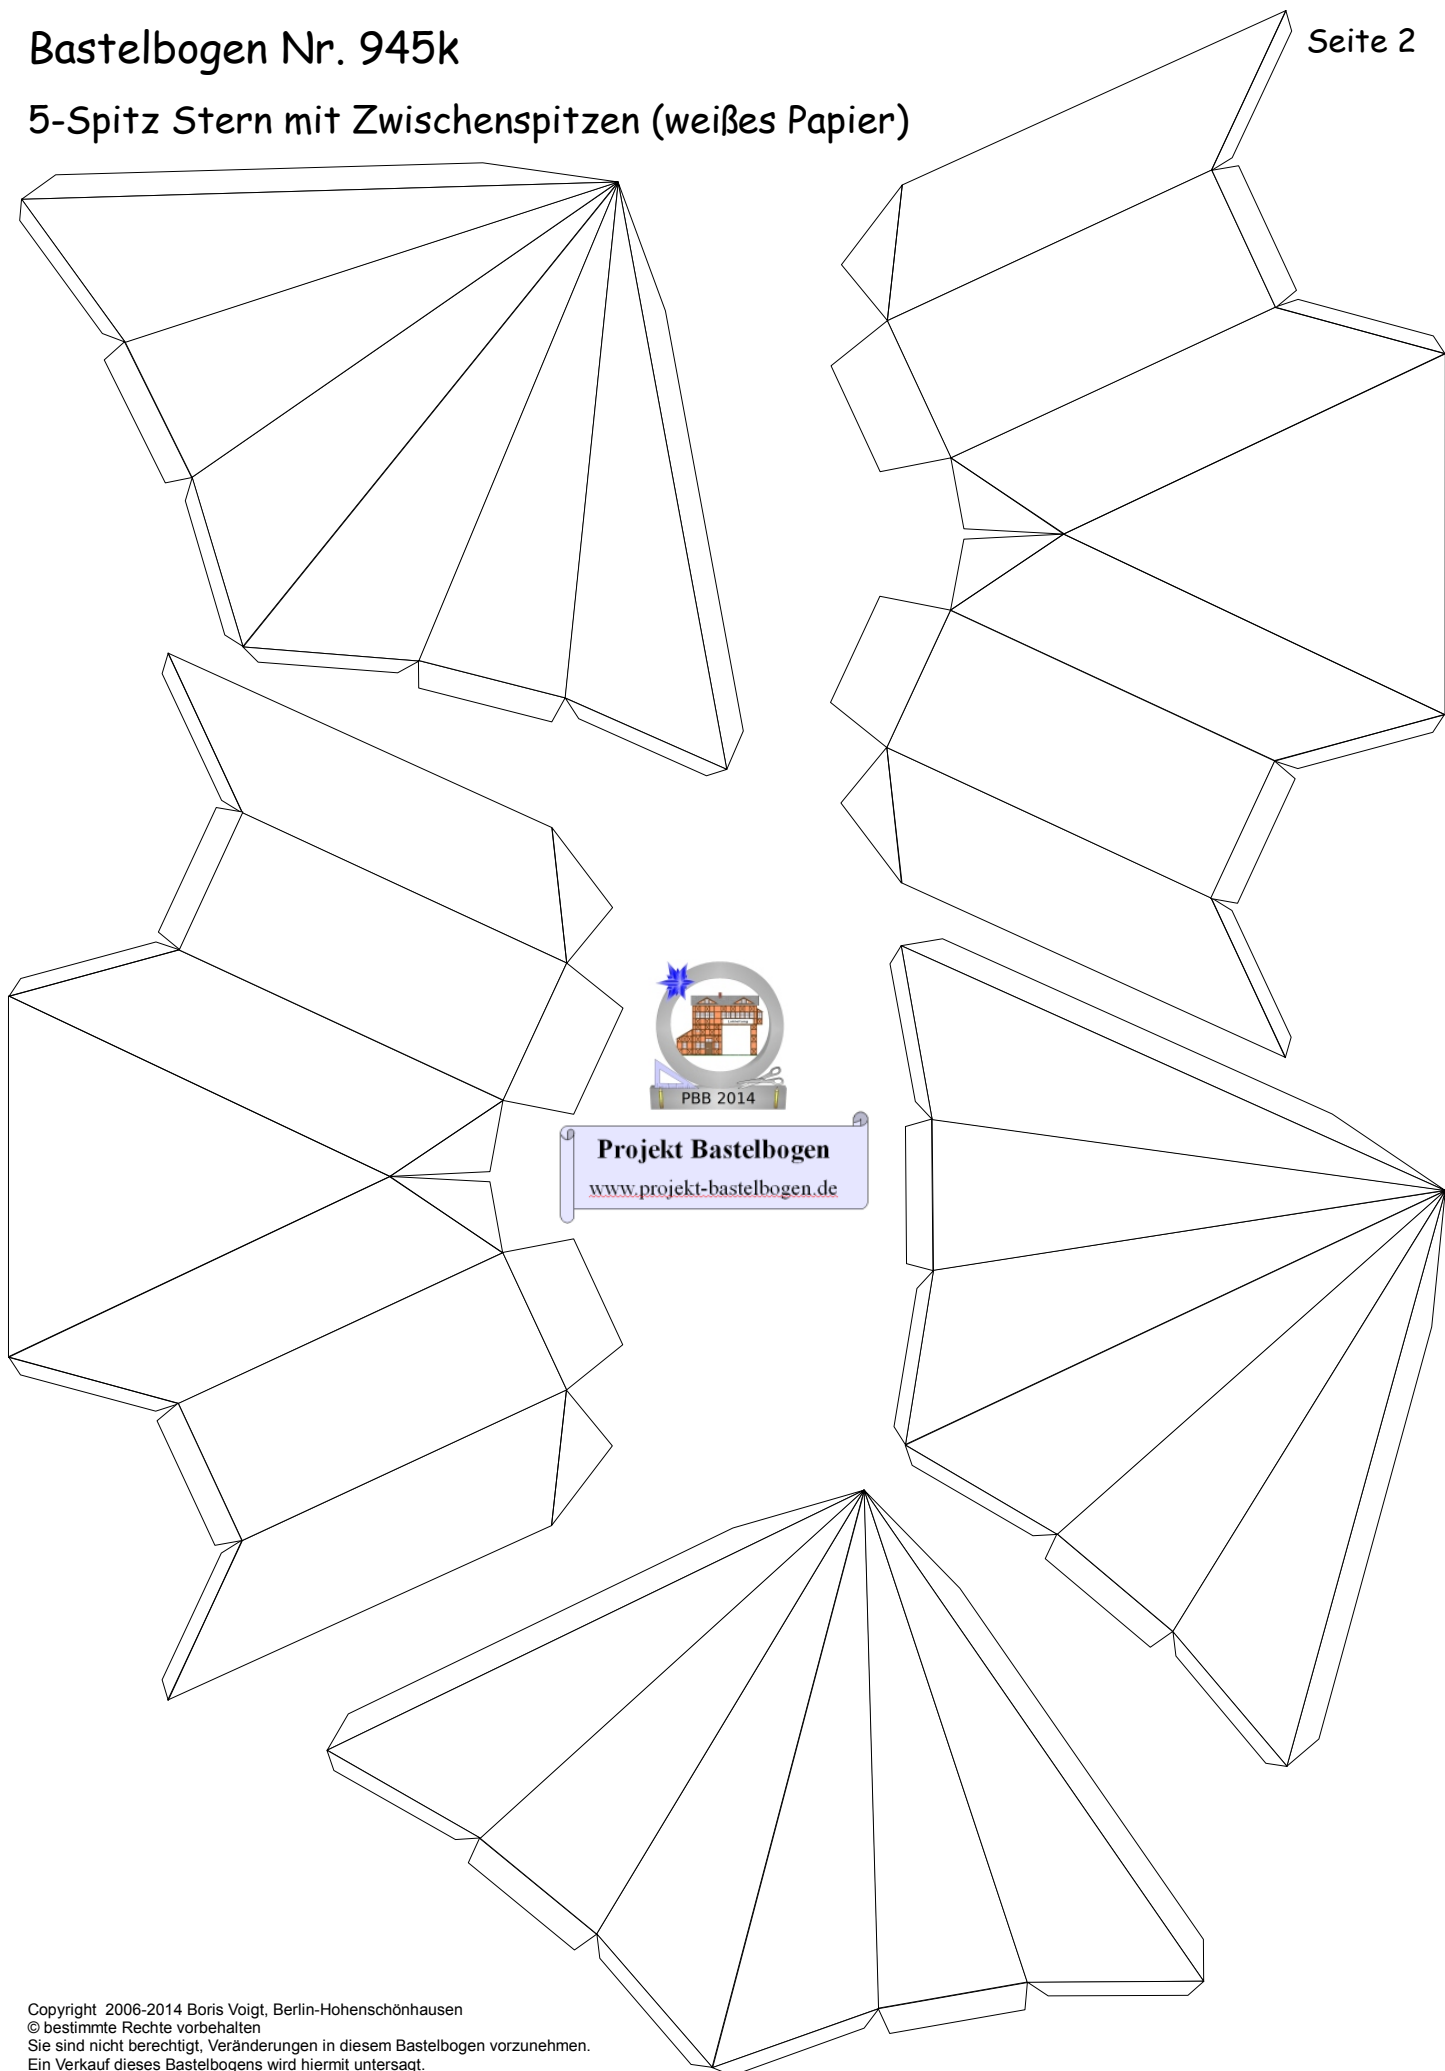 Bastelbogen Nr. 945k
Seite 2
5-Spitz Stern mit Zwischenspitzen (weißes Papier)
PBB 2014
Projekt Bastelbogen
www.projekt-bastelbogen.de
Copyright  2006-2014 Boris Voigt, Berlin-Hohenschönhausen
© bestimmte Rechte vorbehalten
Sie sind nicht berechtigt, Veränderungen in diesem Bastelbogen vorzunehmen.
Ein Verkauf dieses Bastelbogens wird hiermit untersagt.